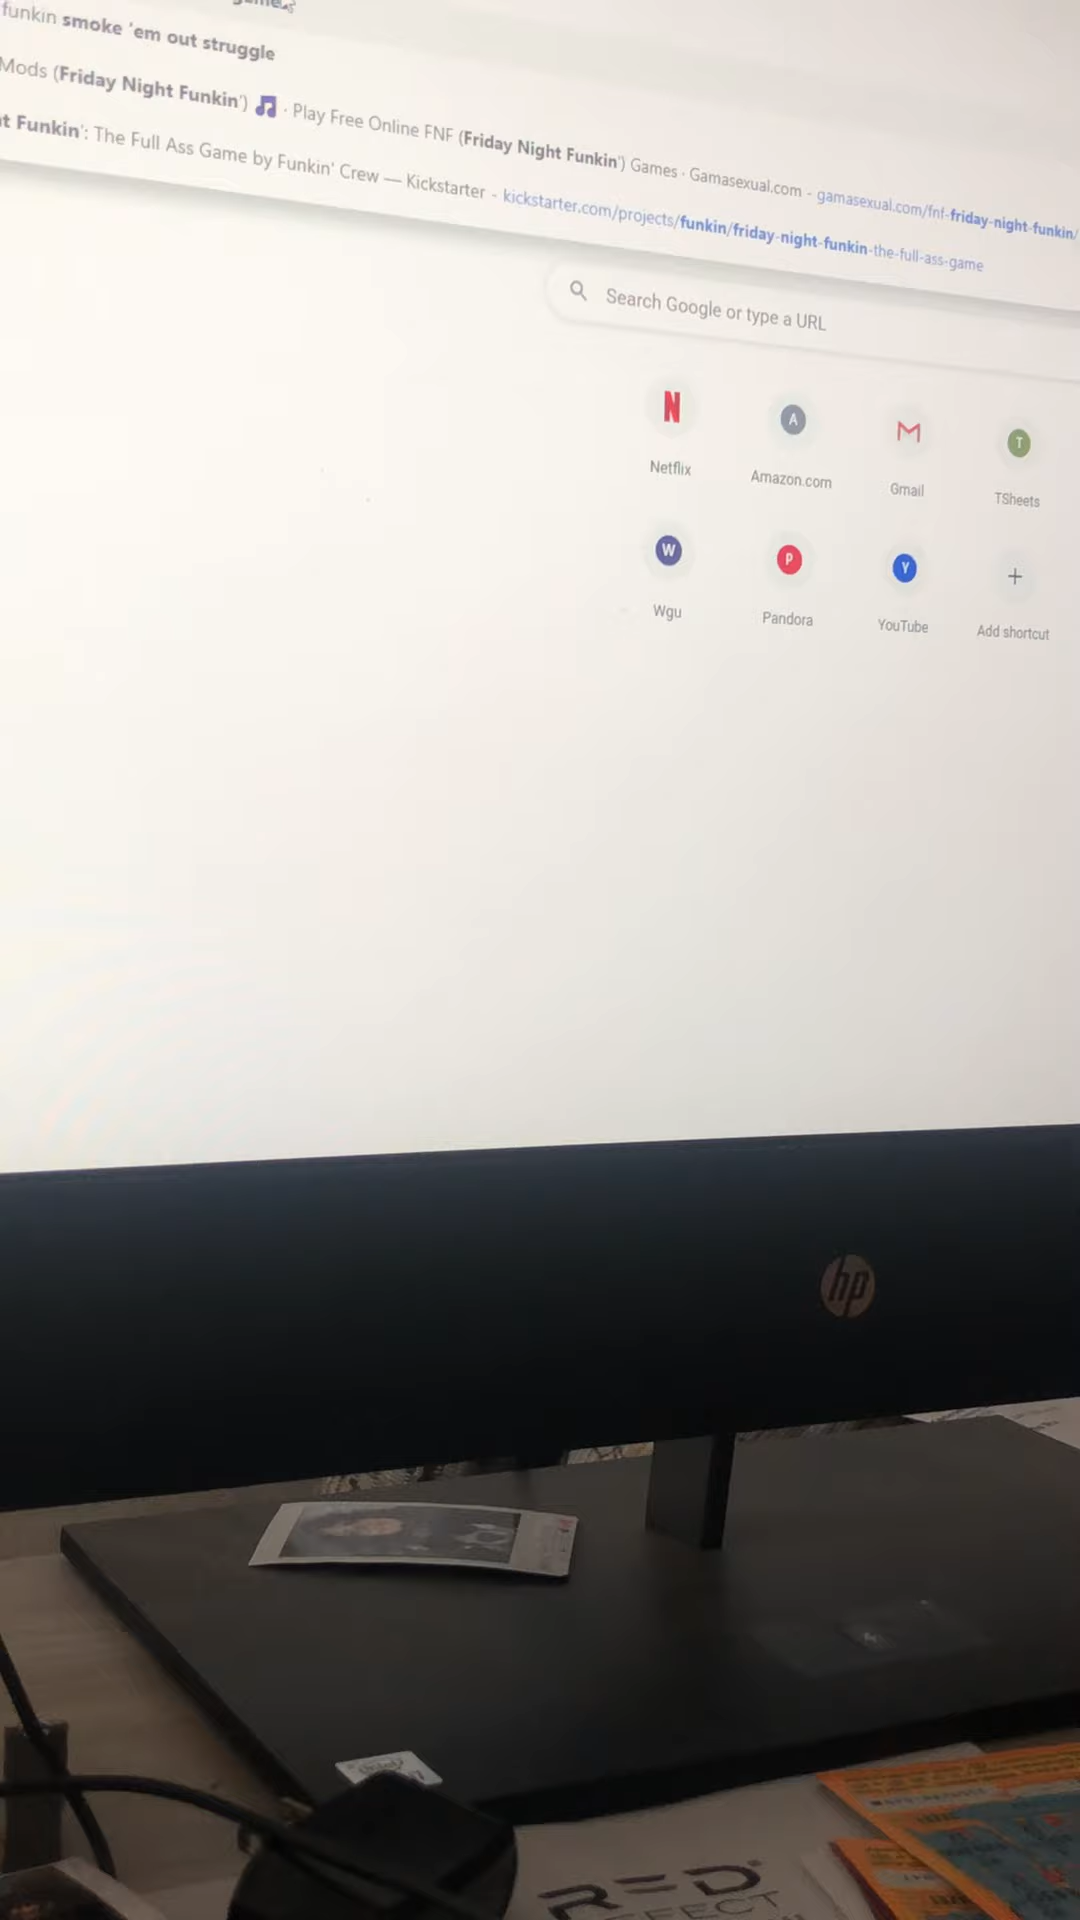 funkin smoke 'em out struggle
Mods (Friday Night Funkin') 🎵 · Play Free Online FNF (Friday Night Funkin') Games · Gamasexual.com - gamasexual.com/fnf-friday-night-funkin/
Funkin': The Full Ass Game by Funkin' Crew — Kickstarter - kickstarter.com/projects/funkin/friday-night-funkin-the-full-ass-game
Search Google or type a URL
N
A
T
Netflix
Amazon.com
Gmail
TSheets
W
P
Y
+
Wgu
Pandora
YouTube
Add shortcut
hp
RED